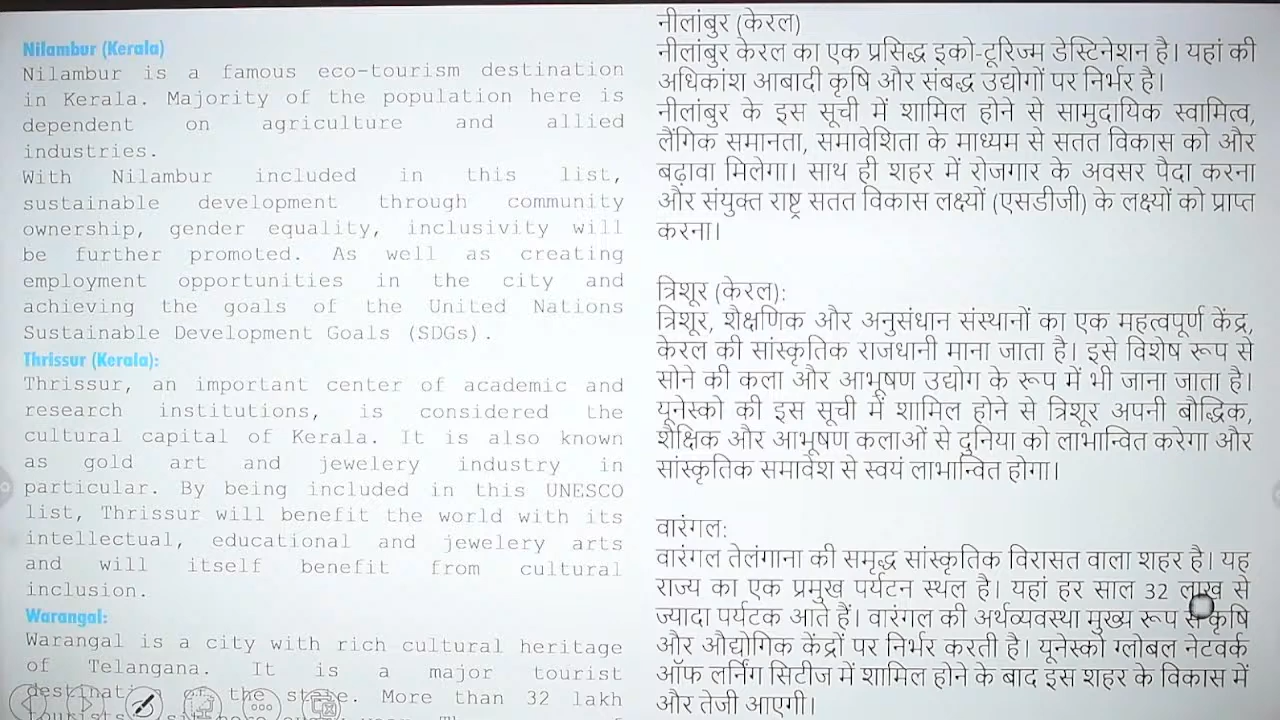 Nilambur (Kerala)
Nilambur is a famous eco-tourism destination
in Kerala. Majority of the population here is
dependent on agriculture and allied
industries.
With Nilambur included in this list,
sustainable development through community
ownership, gender equality, inclusivity will
be further promoted. As well as creating
employment opportunities in the city and
achieving the goals of the United Nations
Sustainable Development Goals (SDGs).
Thrissur (Kerala):
Thrissur, an important center of academic and
research institutions, is considered the
cultural capital of Kerala. It is also known
as gold art and jewelery industry in
particular. By being included in this UNESCO
list, Thrissur will benefit the world with its
intellectual, educational and jewelery arts
and will itself benefit from cultural
inclusion.
Warangal:
Warangal is a city with rich cultural heritage
of Telangana. It is a major tourist
the More than 32 lakh
नीलांबुर (केरल)
नीलांबुर केरल का एक प्रसिद्ध इको-टूरिज्म डेस्टिनेशन है। यहां की
अधिकांश आबादी कृषि और संबद्ध उद्योगों पर निर्भर है।
नीलांबुर के इस सूची में शामिल होने से सामुदायिक स्वामित्व,
लैंगिक समानता, समावेशिता के माध्यम से सतत विकास को और
बढ़ावा मिलेगा। साथ ही शहर में रोजगार के अवसर पैदा करना
और संयुक्त राष्ट्र सतत विकास लक्ष्यों (एसडीजी) के लक्ष्यों को प्राप्त
करना।
त्रिशूर (केरल):
त्रिशूर, शैक्षणिक और अनुसंधान संस्थानों का एक महत्वपूर्ण केंद्र,
केरल की सांस्कृतिक राजधानी माना जाता है। इसे विशेष रूप से
सोने की कला और आभूषण उद्योग के रूप में भी जाना जाता है।
यूनेस्को की इस सूची में शामिल होने से त्रिशूर अपनी बौद्धिक,
शैक्षिक और आभूषण कलाओं से दुनिया को लाभान्वित करेगा और
सांस्कृतिक समावेश से स्वयं लाभान्वित होगा।
वारंगल:
वारंगल तेलंगाना की समृद्ध सांस्कृतिक विरासत वाला शहर है। यह
राज्य का एक प्रमुख पर्यटन स्थल है। यहां हर साल 32 लाख से
ज्यादा पर्यटक आते हैं। वारंगल की अर्थव्यवस्था मुख्य रूप से कृषि
और औद्योगिक केंद्रों पर निर्भर करती है। यूनेस्को ग्लोबल नेटवर्क
ऑफ लर्निंग सिटीज में शामिल होने के बाद इस शहर के विकास में
और तेजी आएगी।